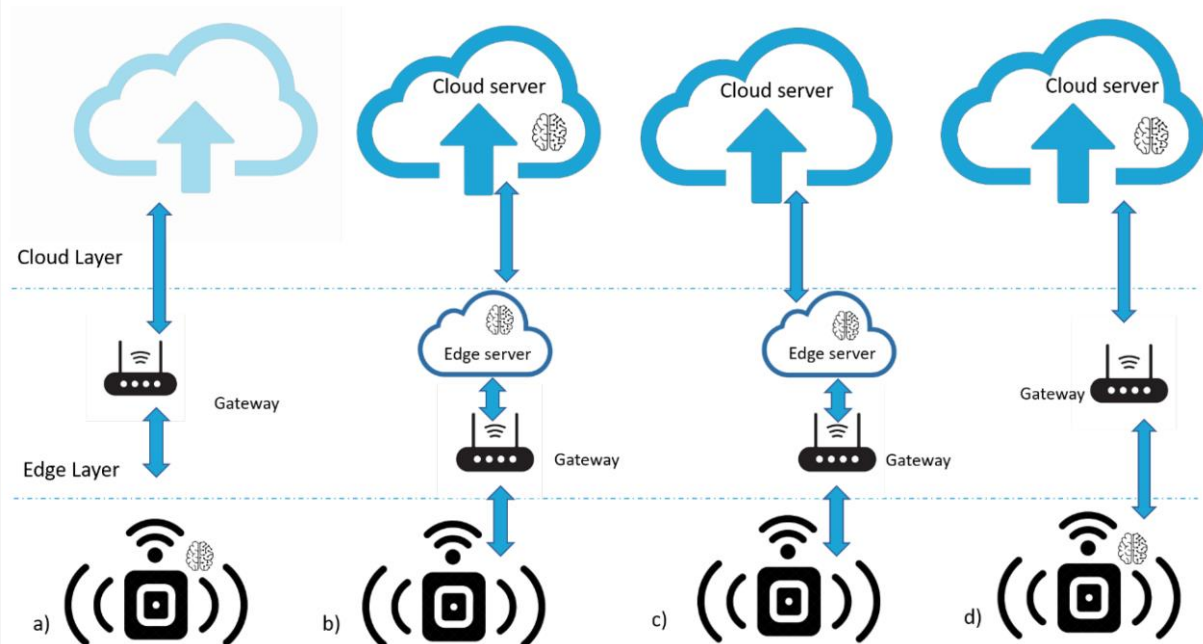 Cloud server
Cloud server
Cloud server
Cloud Layer
Edge server
Edge server
Gateway
Gateway
Gateway
Gateway
Edge Layer
a)
b)
c)
d)